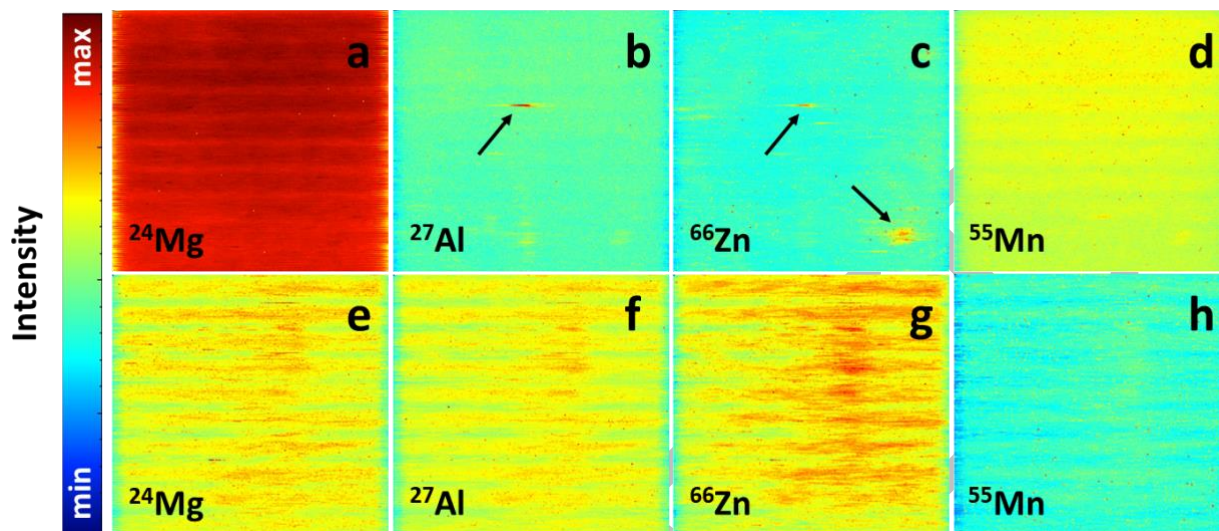 Intensity
max
min
a
b
c
d
²⁴Mg
²⁷Al
⁶⁶Zn
⁵⁵Mn
e
f
g
h
²⁴Mg
²⁷Al
⁶⁶Zn
⁵⁵Mn